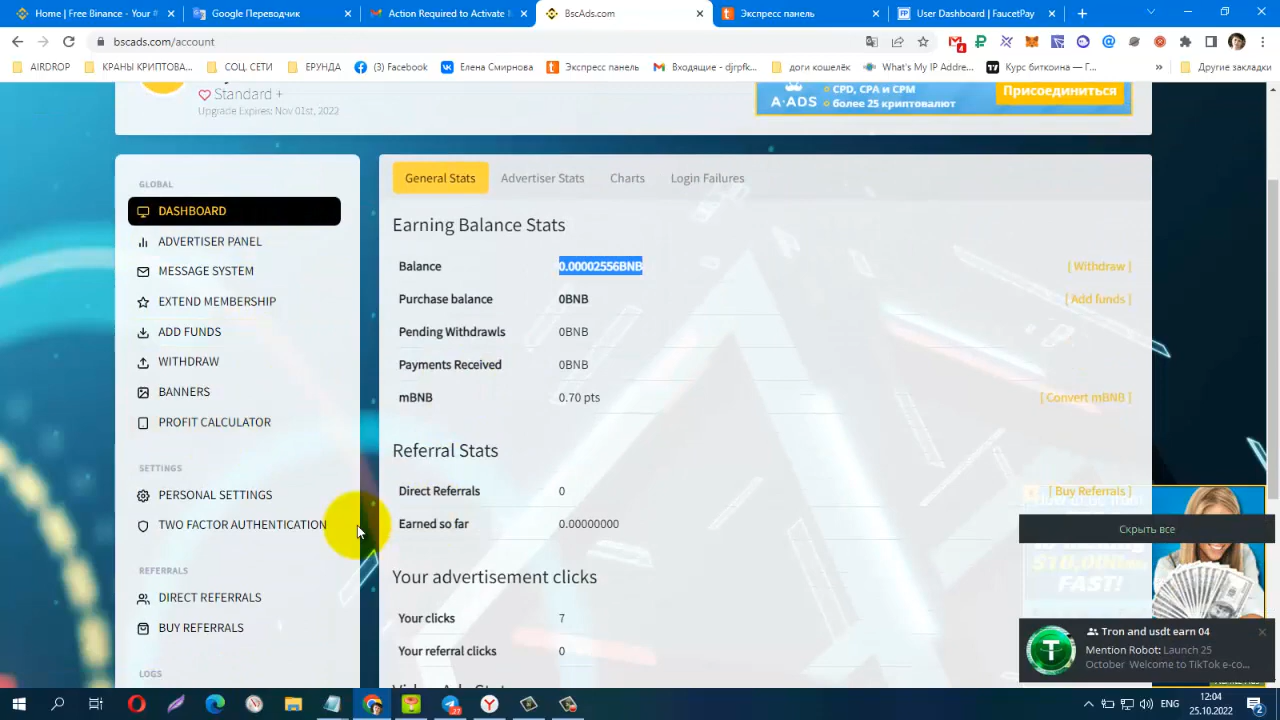 Home | Free Binance - Your #
Google Переводчик
Action Required to Activate M
BscAds.com
Экспресс панель
User Dashboard | FaucetPay
bscads.com/account
4
AIRDROP
КРАНЫ КРИПТОВА...
СОЦ. СЕТИ
ЕРУНДА
(3) Facebook
Елена Смирнова
Экспресс панель
Входящие - djrpfk...
доги кошелёк
What's My IP Addre...
Курс биткоина — Г...
»
Другие закладки
Standard +
Upgrade Expires; Nov 01st, 2022
A-ADS
CPD, CPA и CPM
более 25 криптовалют
Присоединиться
GLOBAL
DASHBOARD
ADVERTISER PANEL
MESSAGE SYSTEM
EXTEND MEMBERSHIP
ADD FUNDS
WITHDRAW
BANNERS
PROFIT CALCULATOR
SETTINGS
PERSONAL SETTINGS
TWO FACTOR AUTHENTICATION
REFERRALS
DIRECT REFERRALS
BUY REFERRALS
LOGS
General Stats
Advertiser Stats
Charts
Login Failures
Earning Balance Stats
Balance 0.00002556BNB [ Withdraw ]
Purchase balance 0BNB [ Add funds ]
Pending Withdrawls 0BNB
Payments Received 0BNB
mBNB 0.70 pts [ Convert mBNB ]
Referral Stats
Direct Referrals 0 [ Buy Referrals ]
Earned so far 0.00000000
Your advertisement clicks
Your clicks 7
Your referral clicks 0
Скрыть все
$10,000
FAST!
Tron and usdt earn 04
Mention Robot: Launch 25
October Welcome to TikTok e-co...
27
ENG
12:04
25.10.2022
2